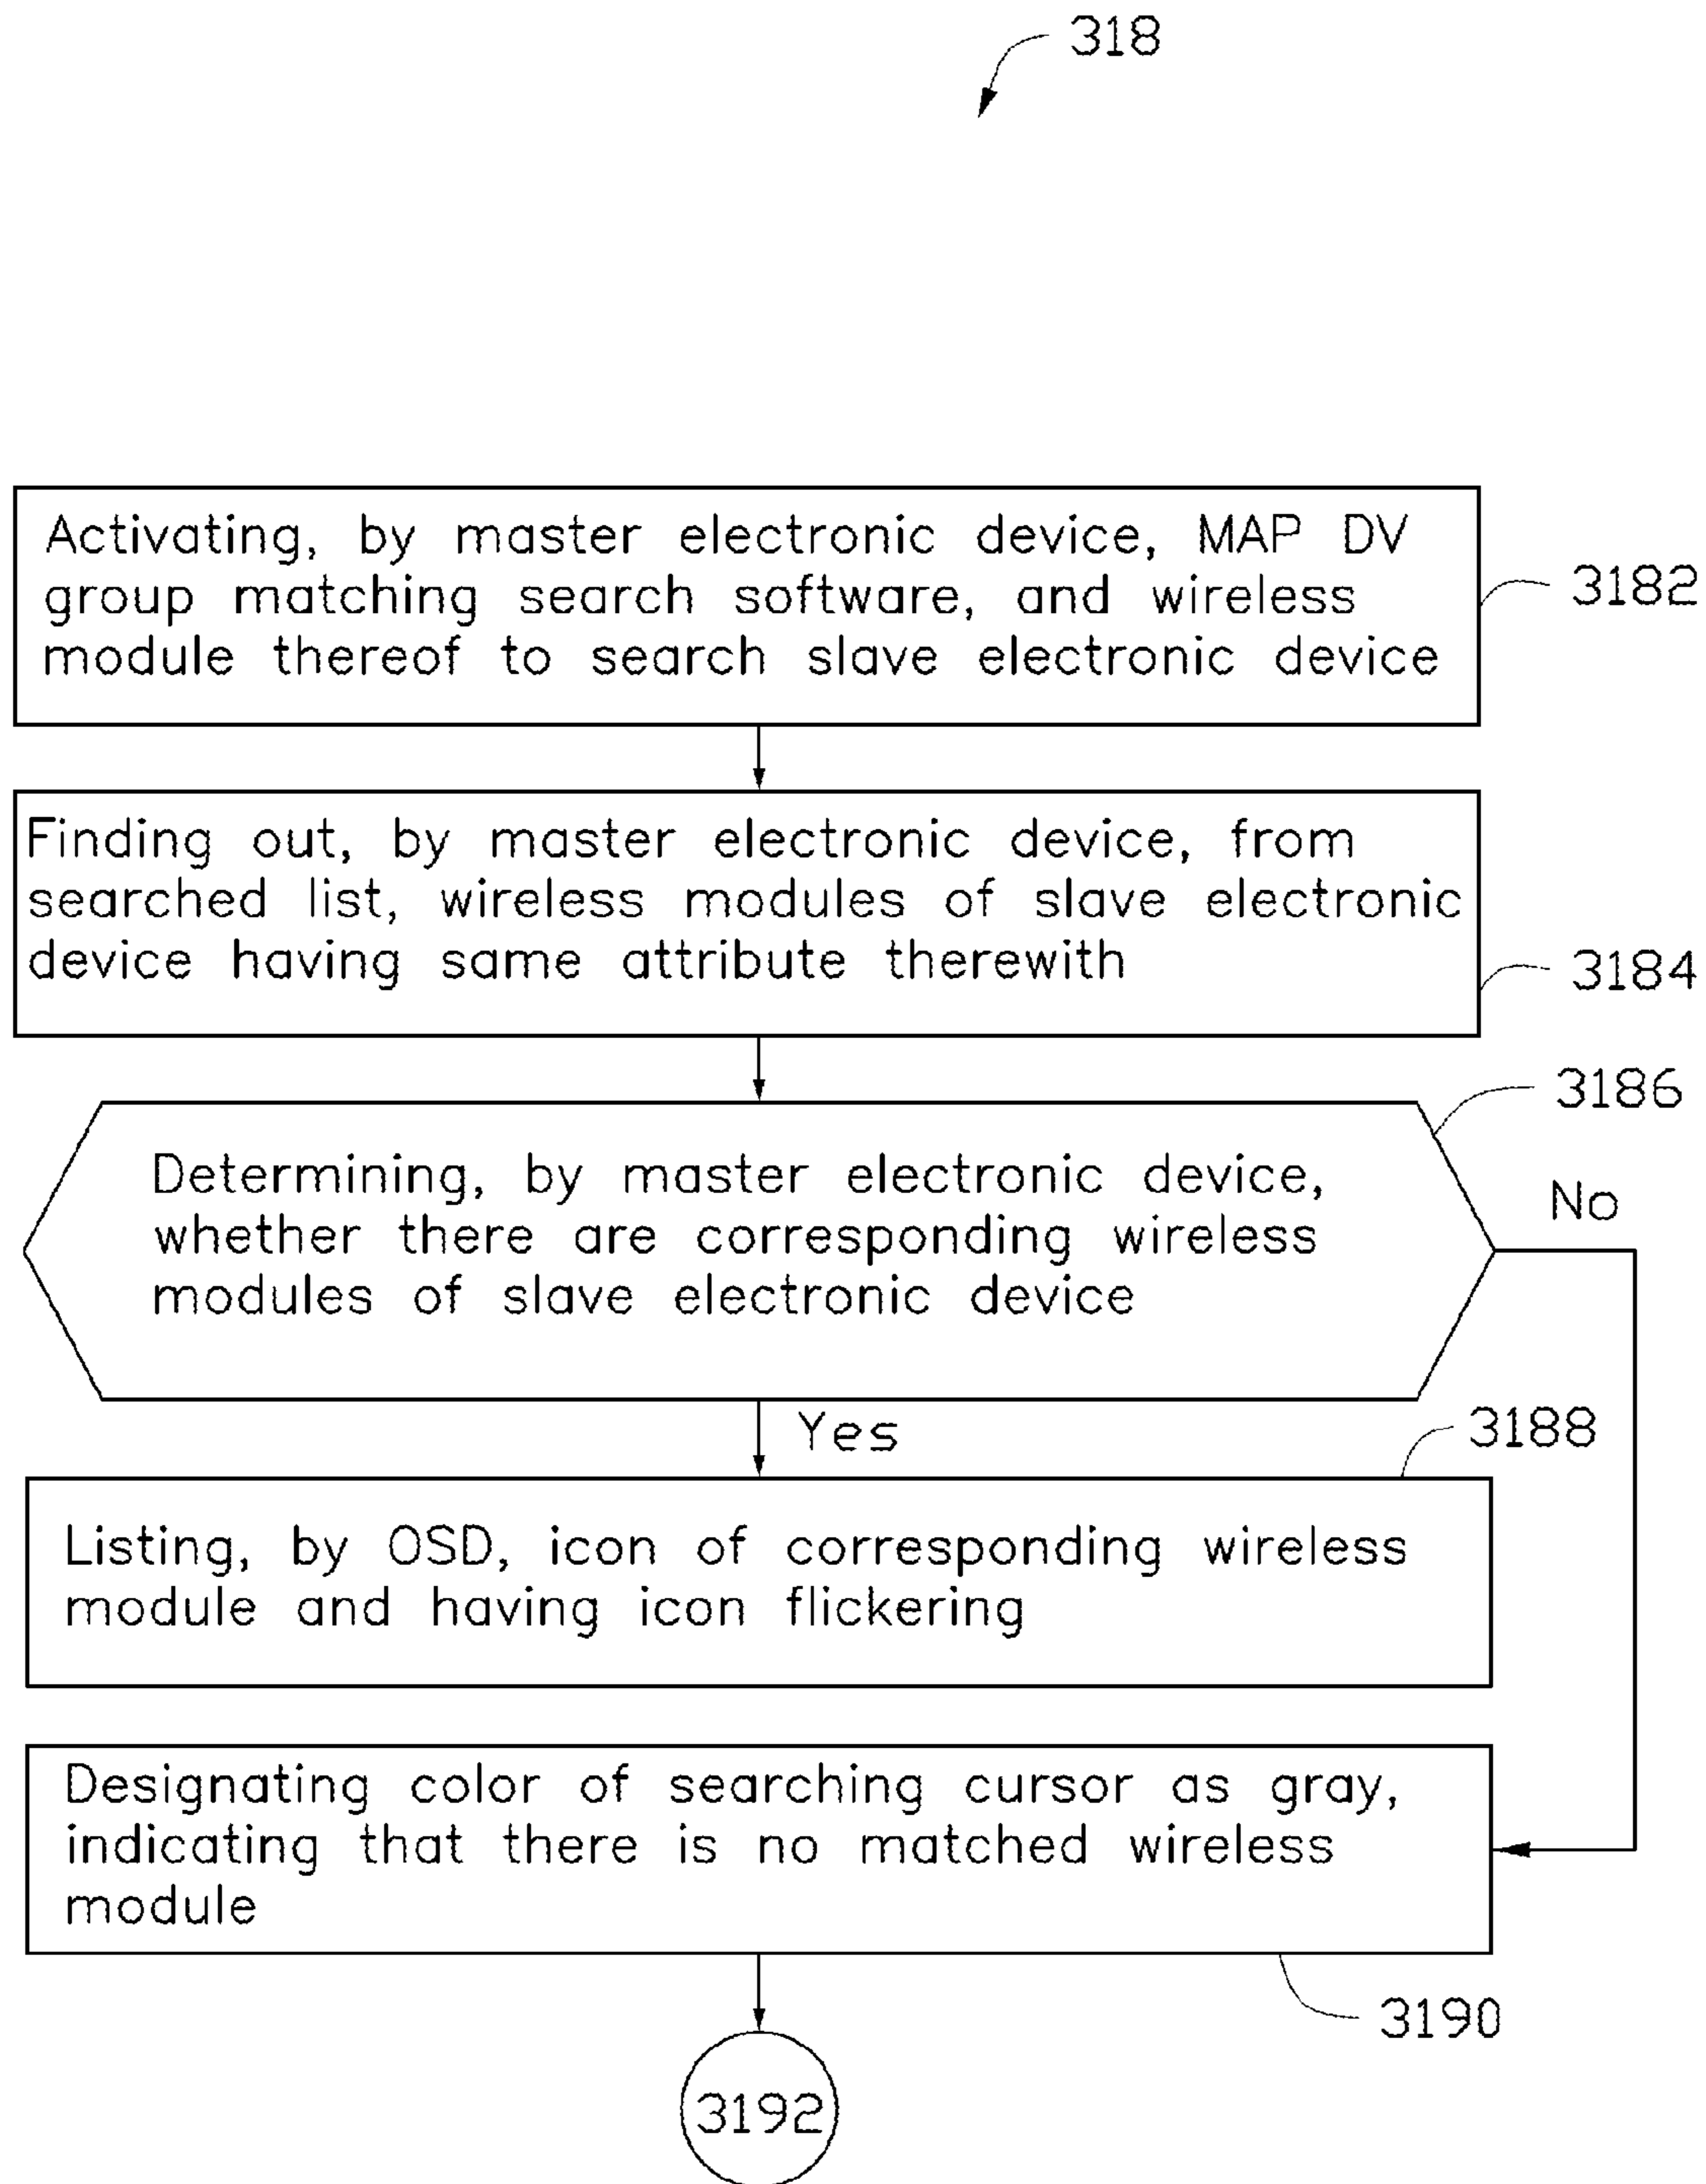 318
Activating, by master electronic device, MAP DV
group matching search software, and wireless
module thereof to search slave electronic device
3182
Finding out, by master electronic device, from
searched list, wireless modules of slave electronic
device having same attribute therewith
3184
3186
Determining, by master electronic device,
whether there are corresponding wireless
modules of slave electronic device
No
Yes
3188
Listing, by OSD, icon of corresponding wireless
module and having icon flickering
Designating color of searching cursor as gray,
indicating that there is no matched wireless
module
3190
3192